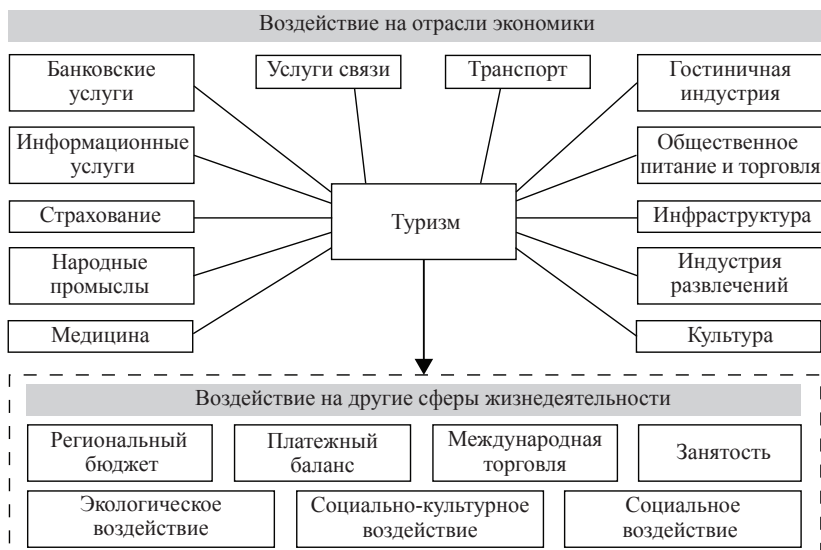 Воздействие на отрасли экономики
Банковские
услуги
Услуги связи
Транспорт
Гостиничная
индустрия
Информационные
услуги
Общественное
питание и торговля
Страхование
Туризм
Инфраструктура
Народные
промыслы
Индустрия
развлечений
Медицина
Культура
Воздействие на другие сферы жизнедеятельности
Региональный
бюджет
Платежный
баланс
Международная
торговля
Занятость
Экологическое
воздействие
Социально-культурное
воздействие
Социальное
воздействие